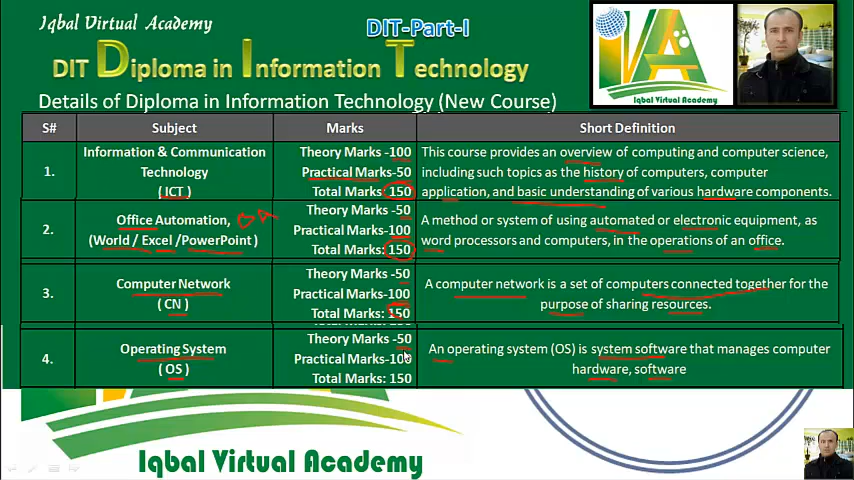 Iqbal Virtual Academy
DIT-Part-I
DIT Diploma in Information Technology
Details of Diploma in Information Technology (New Course)
IVA
Iqbal Virtual Academy
S# Subject Marks Short Definition
1.
Information & Communication
Technology
(ICT)
Theory Marks -100
Practical Marks-50
Total Marks: 150
This course provides an overview of computing and computer science,
including such topics as the history of computers, computer
application, and basic understanding of various hardware components.
2.
Office Automation, OA
(World / Excel /PowerPoint )
Theory Marks -50
Practical Marks-100
Total Marks: 150
A method or system of using automated or electronic equipment, as
word processors and computers, in the operations of an office.
3.
Computer Network
( CN )
Theory Marks -50
Practical Marks-100
Total Marks: 150
A computer network is a set of computers connected together for the
purpose of sharing resources.
4.
Operating System
( OS )
Theory Marks -50
Practical Marks-100
Total Marks: 150
An operating system (OS) is system software that manages computer
hardware, software
Iqbal Virtual Academy